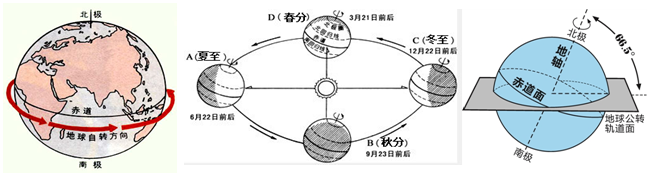 北极
赤道
地球自转方向
南极
D(春分)
3月21日前后
A(夏至)
6月22日前后
C(冬至)
12月22日前后
B(秋分)
9月23日前后
北极
地轴
66.5°
赤道面
地球公转
轨道面
南极